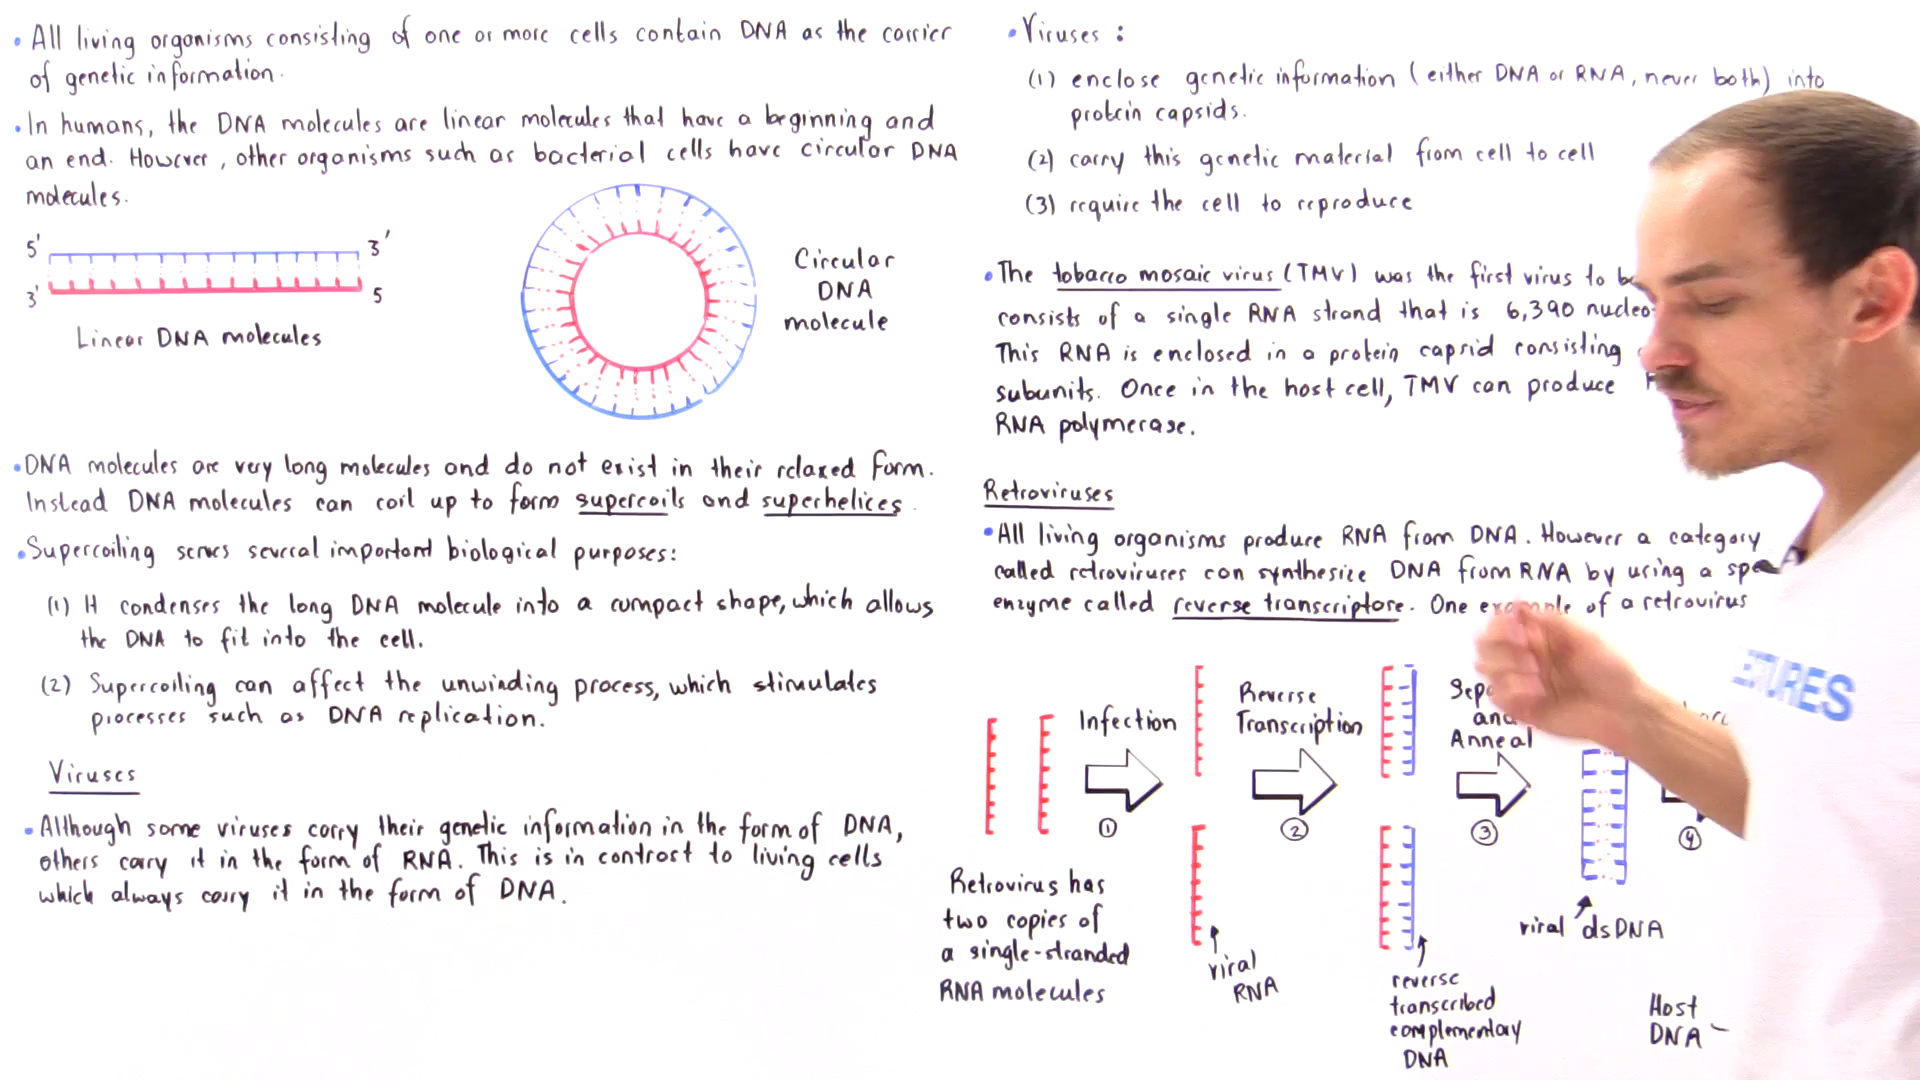 • All living organisms consisting of one or more cells contain DNA as the carrier
of genetic information.
• In humans, the DNA molecules are linear molecules that have a beginning and
an end. However, other organisms such as bacterial cells have circular DNA
molecules.
5' 3'
3' 5
Linear DNA molecules
Circular
DNA
molecule
• DNA molecules are very long molecules and do not exist in their relaxed form.
Instead DNA molecules can coil up to form supercoils and superhelices.
• Supercoiling serves several important biological purposes:
(1) It condenses the long DNA molecule into a compact shape, which allows
the DNA to fit into the cell.
(2) Supercoiling can affect the unwinding process, which stimulates
processes such as DNA replication.
Viruses
• Although some viruses carry their genetic information in the form of DNA,
others carry it in the form of RNA. This is in contrast to living cells
which always carry it in the form of DNA.
• Viruses:
(1) enclose genetic information (either DNA or RNA, never both) into
protein capsids.
(2) carry this genetic material from cell to cell
(3) require the cell to reproduce
• The tobacco mosaic virus (TMV) was the first virus to
consists of a single RNA strand that is 6,390
This RNA is enclosed in a protein capsid consisting
subunits. Once in the host cell, TMV can produce
RNA polymerase.
Retroviruses
• All living organisms produce RNA from DNA. However a category
called retroviruses can synthesize DNA from RNA by using a
enzyme called reverse transcriptase. One example of a retrovirus
Infection
①
Reverse
Transcription
②
and
Anneal
③
④
Retrovirus has
two copies of
a single-stranded
RNA molecules
viral
RNA
reverse
transcribed
complementary
DNA
viral dsDNA
Host
DNA